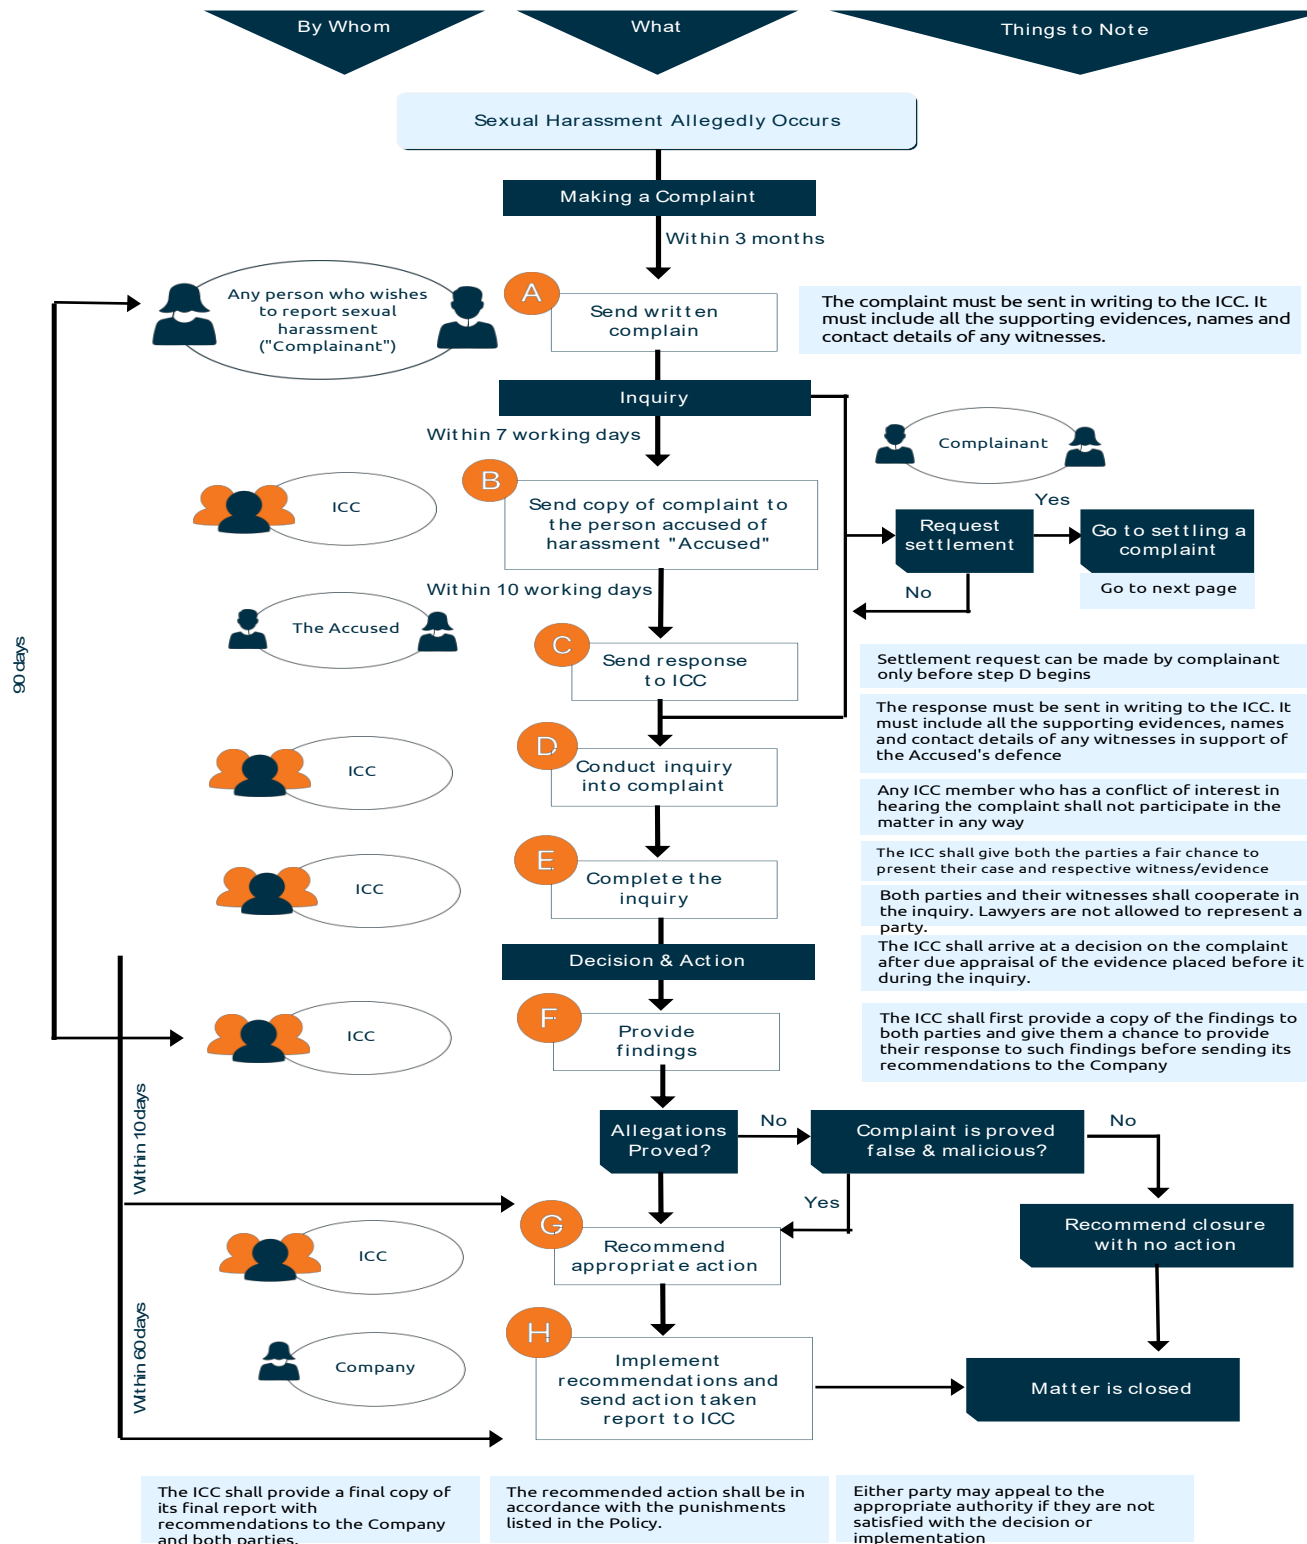 By Whom
What
Things to Note
Sexual Harassment Allegedly Occurs
Making a Complaint
Within 3 months
Any person who wishes
to report sexual
harassment
("Complainant")
A
Send written
complain
The complaint must be sent in writing to the ICC. It
must include all the supporting evidences, names and
contact details of any witnesses.
Inquiry
Within 7 working days
Complainant
ICC
B
Send copy of complaint to
the person accused of
harassment "Accused"
Request
settlement
Yes
Go to settling a
complaint
Go to next page
No
Within 10 working days
The Accused
C
Send response
to ICC
90 days
Settlement request can be made by complainant
only before step D begins
The response must be sent in writing to the ICC. It
must include all the supporting evidences, names
and contact details of any witnesses in support of
the Accused's defence
ICC
D
Conduct inquiry
into complaint
Any ICC member who has a conflict of interest in
hearing the complaint shall not participate in the
matter in any way
ICC
E
Complete the
inquiry
The ICC shall give both the parties a fair chance to
present their case and respective witness/evidence
Both parties and their witnesses shall cooperate in
the inquiry. Lawyers are not allowed to represent a
party.
Decision & Action
The ICC shall arrive at a decision on the complaint
after due appraisal of the evidence placed before it
during the inquiry.
ICC
F
Provide
findings
The ICC shall first provide a copy of the findings to
both parties and give them a chance to provide
their response to such findings before sending its
recommendations to the Company
Within 10 days
Allegations
Proved?
No
Complaint is proved
false & malicious?
No
Yes
ICC
G
Recommend
appropriate action
Recommend closure
with no action
Within 60 days
Company
H
Implement
recommendations and
send action taken
report to ICC
Matter is closed
The ICC shall provide a final copy of
its final report with
recommendations to the Company
and both parties.
The recommended action shall be in
accordance with the punishments
listed in the Policy.
Either party may appeal to the
appropriate authority if they are not
satisfied with the decision or
implementation